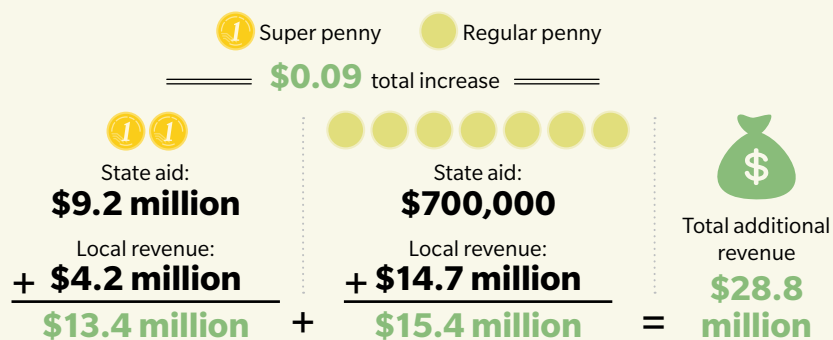 Super penny
Regular penny
$0.09 total increase
1 1
State aid:
$9.2 million
Local revenue:
+ $4.2 million
$13.4 million
+
State aid:
$700,000
Local revenue:
+ $14.7 million
$15.4 million
=
$
Total additional
revenue
$28.8
million